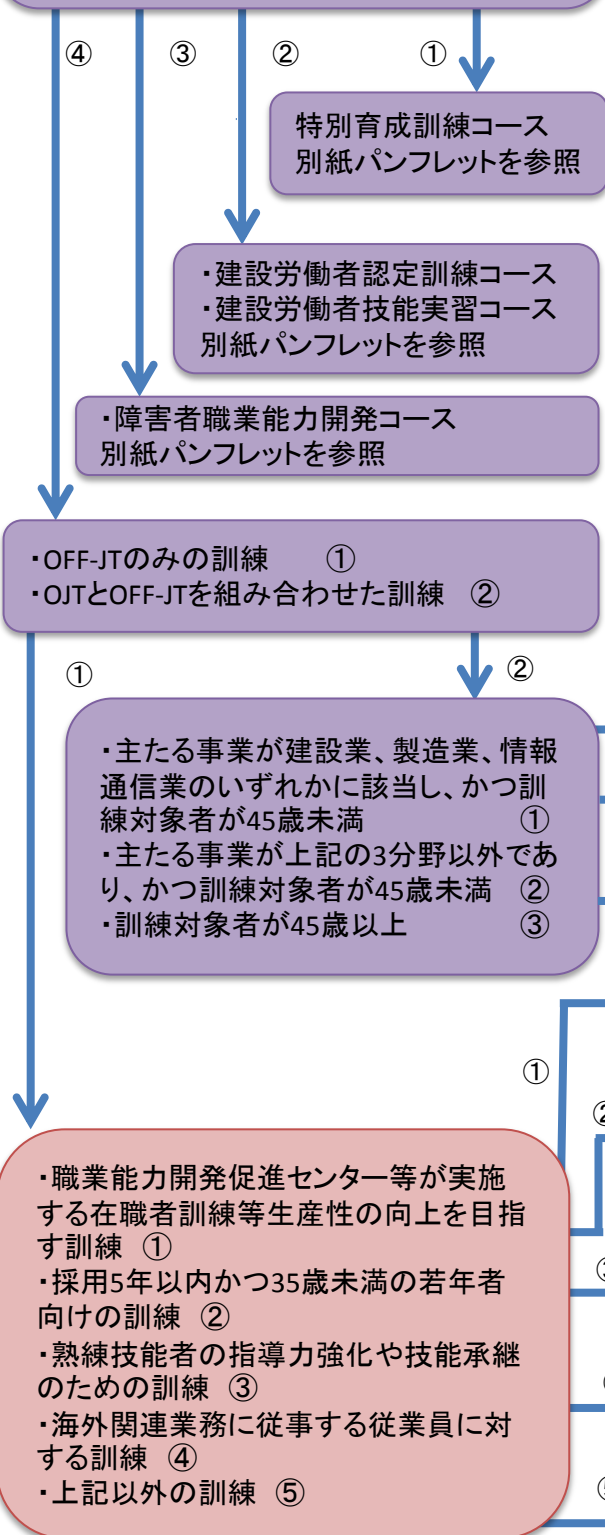 ④ ③ ② ①
特別育成訓練コース
別紙パンフレットを参照
・建設労働者認定訓練コース
・建設労働者技能実習コース
別紙パンフレットを参照
・障害者職業能力開発コース
別紙パンフレットを参照
・OFF-JTのみの訓練 ①
・OJTとOFF-JTを組み合わせた訓練 ②
① ②
・主たる事業が建設業、製造業、情報
通信業のいずれかに該当し、かつ訓
練対象者が45歳未満 ①
・主たる事業が上記の3分野以外であ
り、かつ訓練対象者が45歳未満 ②
・訓練対象者が45歳以上 ③
①
②
③
・職業能力開発促進センター等が実施
する在職者訓練等生産性の向上を目指
す訓練 ①
・採用5年以内かつ35歳未満の若年者
向けの訓練 ②
・熟練技能者の指導力強化や技能承継
のための訓練 ③
・海外関連業務に従事する従業員に対
する訓練 ④
・上記以外の訓練 ⑤
⑤